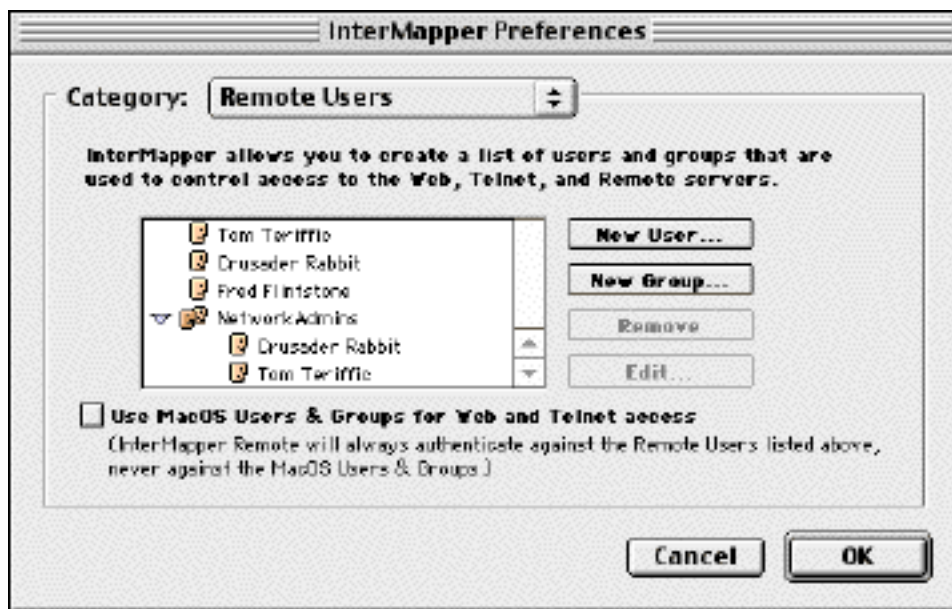 InterMapper Preferences
Category: Remote Users
InterMapper allows you to create a list of users and groups that are
used to control access to the Web, Telnet, and Remote servers.
Tom Teriffic
Crusader Rabbit
Fred Flintstone
NetworkAdmins
Crusader Rabbit
Tom Teriffic
New User...
New Group...
Remove
Edit...
Use MacOS Users & Groups for Web and Telnet access
(InterMapper Remote will always authenticate against the Remote Users listed above,
never against the MacOS Users & Groups.)
Cancel
OK